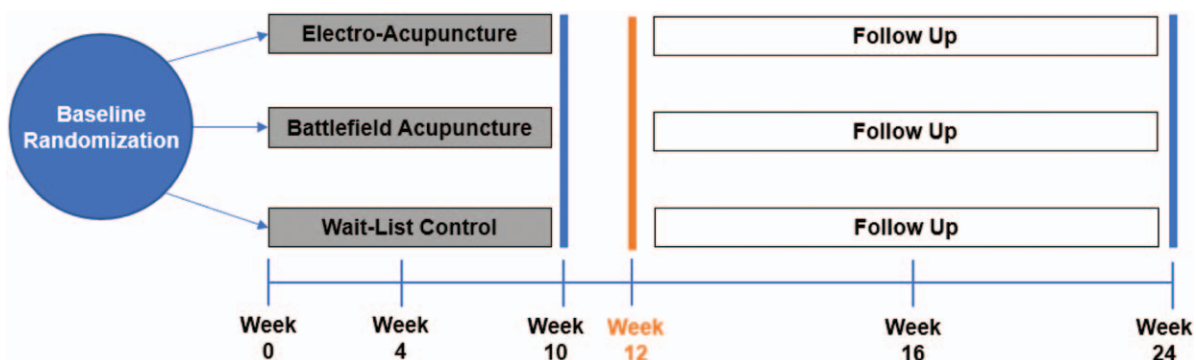 Electro-Acupuncture
Follow Up
Baseline
Randomization
Battlefield Acupuncture
Follow Up
Wait-List Control
Follow Up
Week
0
Week
4
Week
10
Week
12
Week
16
Week
24